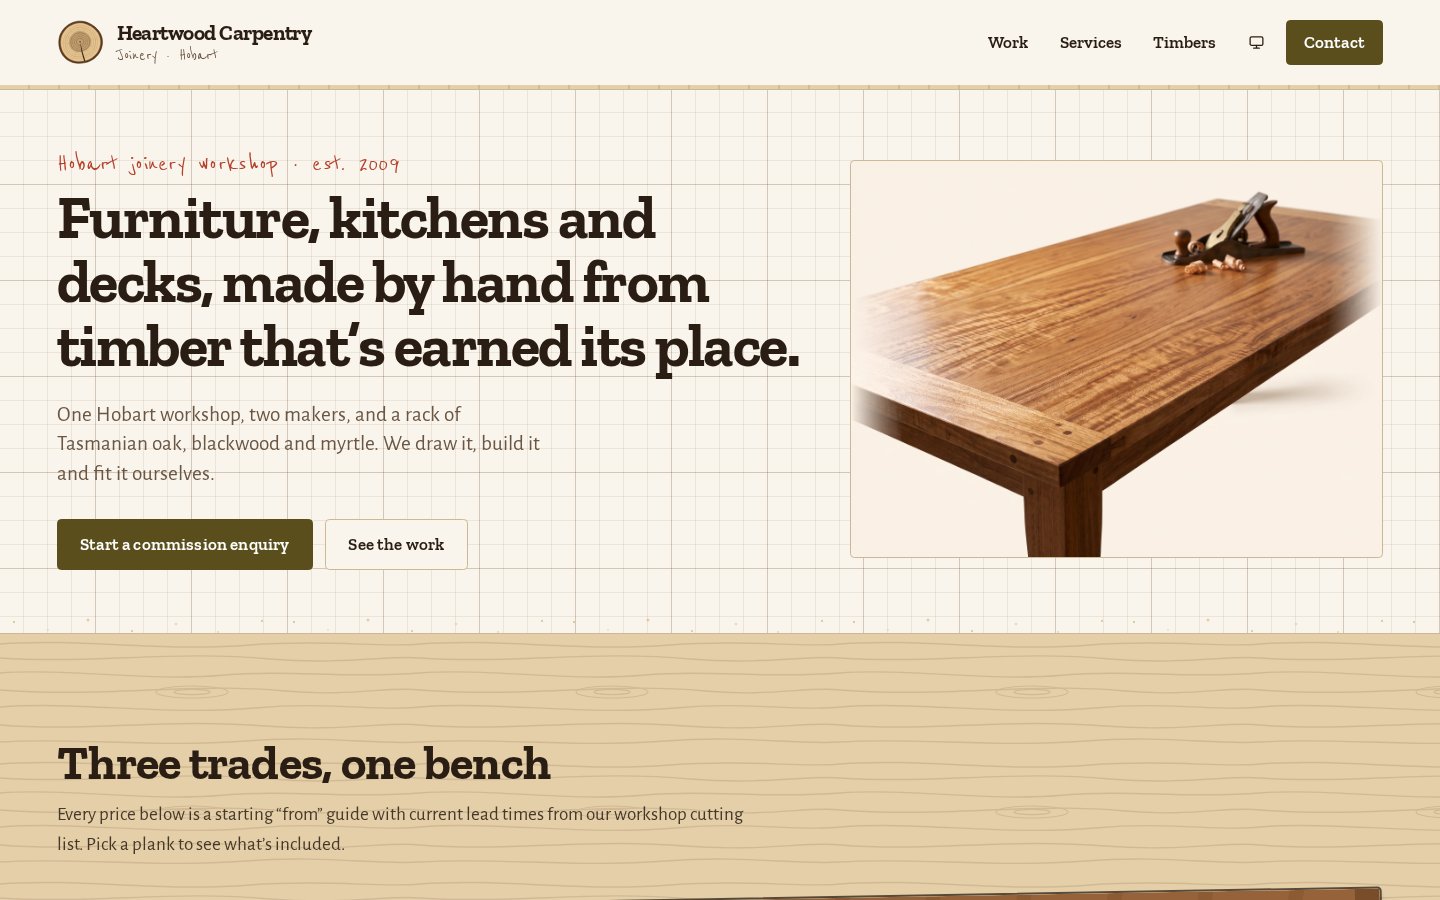 Heartwood Carpentry
Joinery · Hobart
Work
Services
Timbers
Contact
Hobart joinery workshop · est. 2009
Furniture, kitchens and
decks, made by hand from
timber that’s earned its place.
One Hobart workshop, two makers, and a rack of
Tasmanian oak, blackwood and myrtle. We draw it, build it
and fit it ourselves.
Start a commission enquiry
See the work
Three trades, one bench
Every price below is a starting “from” guide with current lead times from our workshop cutting
list. Pick a plank to see what’s included.